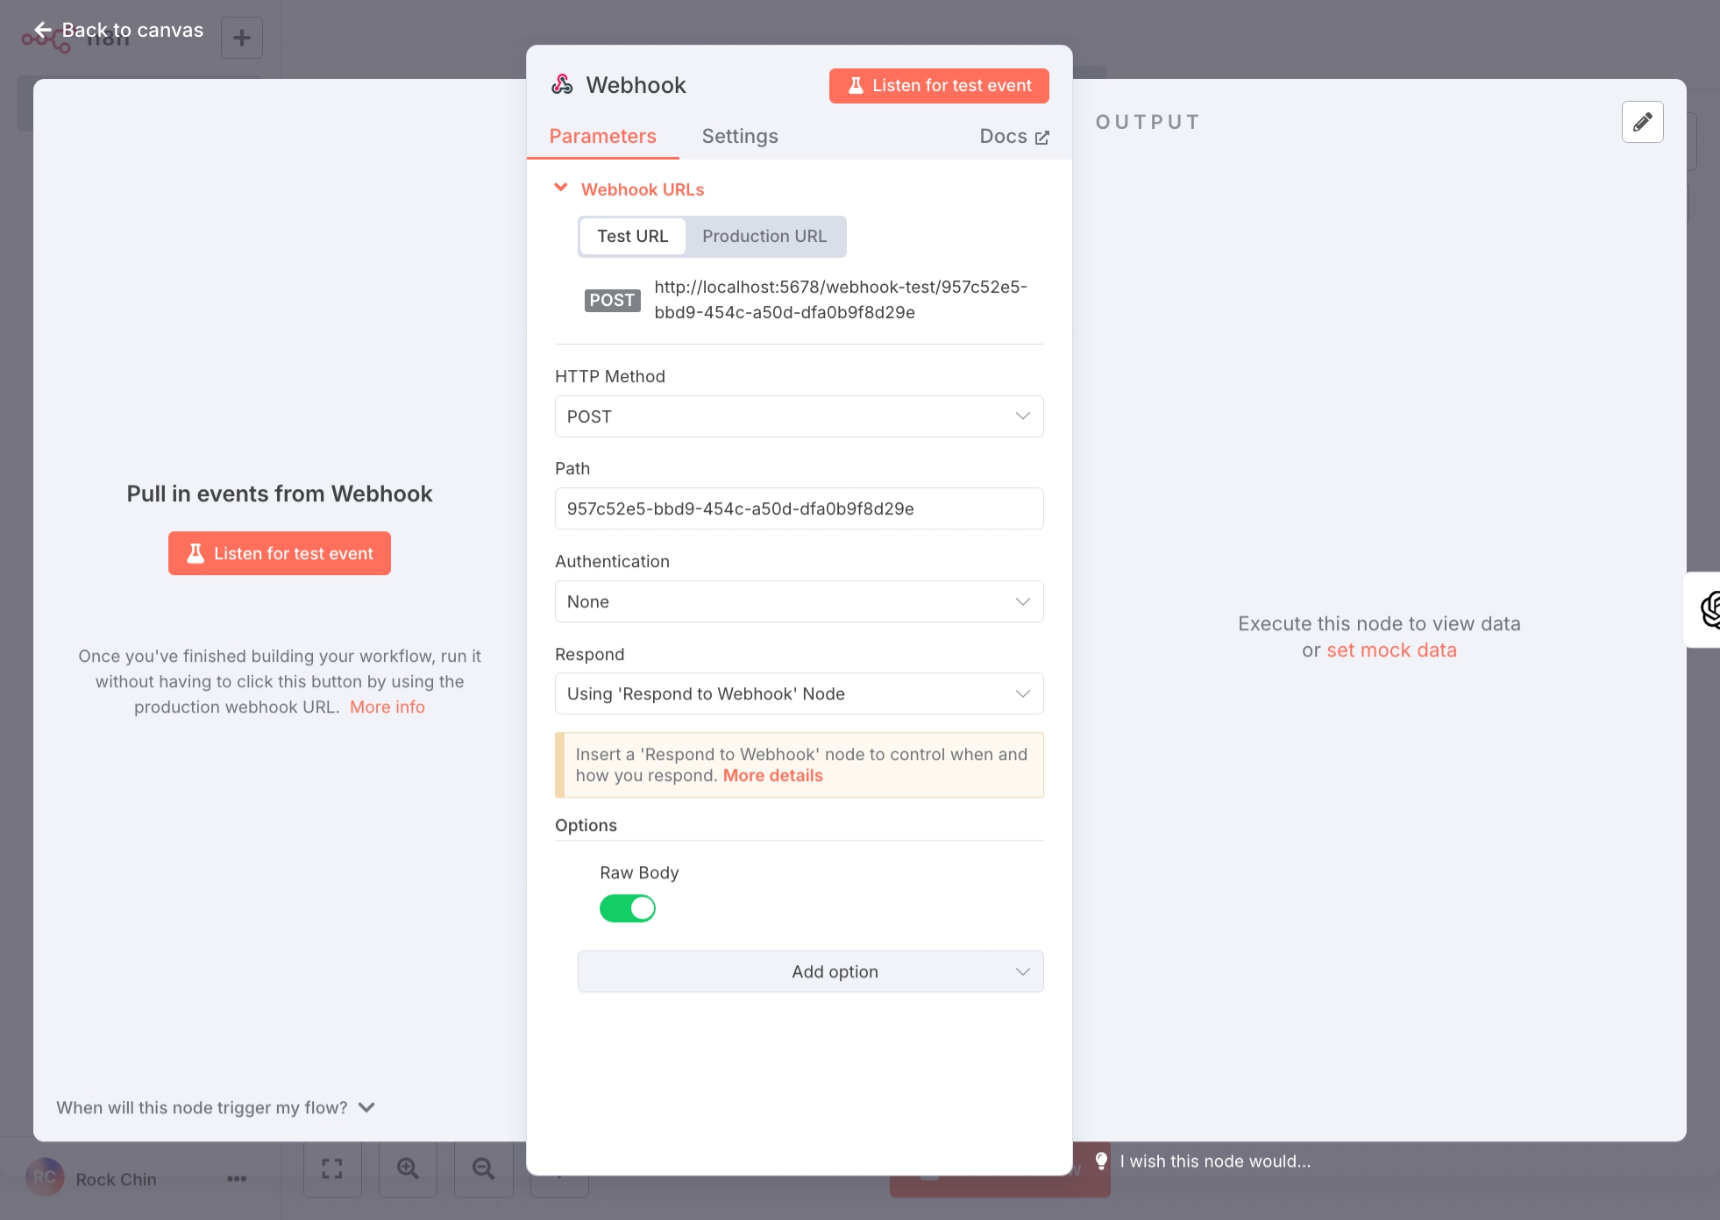 Back to canvas
n8n
Webhook
Listen for test event
Parameters
Settings
Docs
OUTPUT
Webhook URLs
Test URL
Production URL
POST
http://localhost:5678/webhook-test/957c52e5-
bbd9-454c-a50d-dfa0b9f8d29e
HTTP Method
POST
Path
957c52e5-bbd9-454c-a50d-dfa0b9f8d29e
Authentication
None
Respond
Using 'Respond to Webhook' Node
Insert a 'Respond to Webhook' node to control when and
how you respond. More details
Options
Raw Body
Add option
Pull in events from Webhook
Listen for test event
Once you've finished building your workflow, run it
without having to click this button by using the
production webhook URL. More info
When will this node trigger my flow?
Execute this node to view data
or set mock data
RC
Rock Chin
I wish this node would...